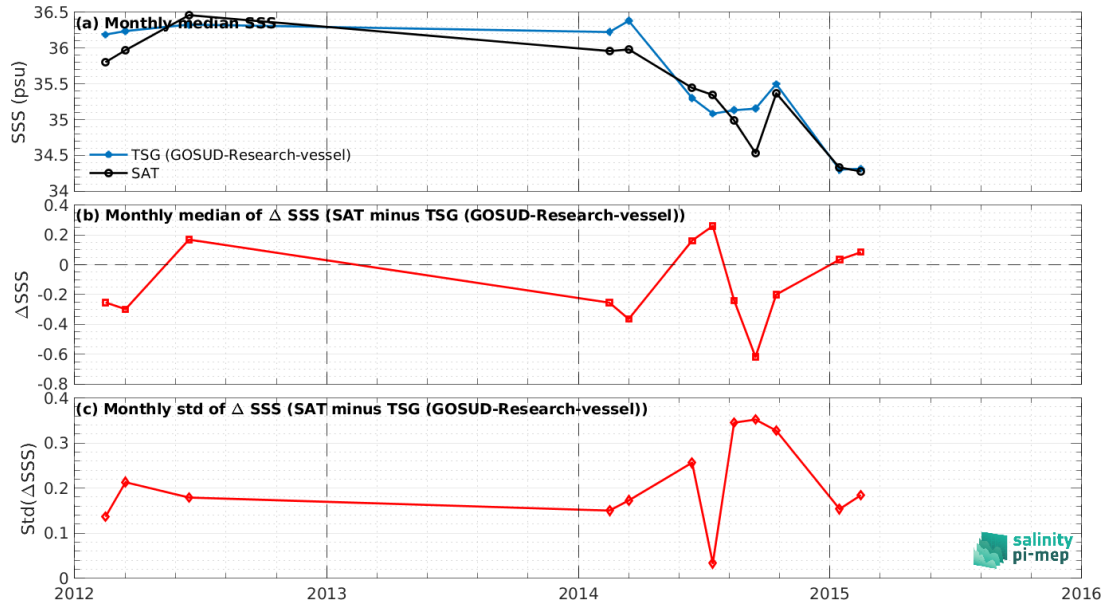 (a) Monthly median SSS
36.5
36
35.5
35
34.5
34
SSS (psu)
TSG (GOSUD-Research-vessel)
SAT
(b) Monthly median of Δ SSS (SAT minus TSG (GOSUD-Research-vessel))
0.4
0.2
0
-0.2
-0.4
-0.6
-0.8
ΔSSS
(c) Monthly std of Δ SSS (SAT minus TSG (GOSUD-Research-vessel))
0.4
0.3
0.2
0.1
0
Std(ΔSSS)
salinity
pi-mep
2012
2013
2014
2015
2016